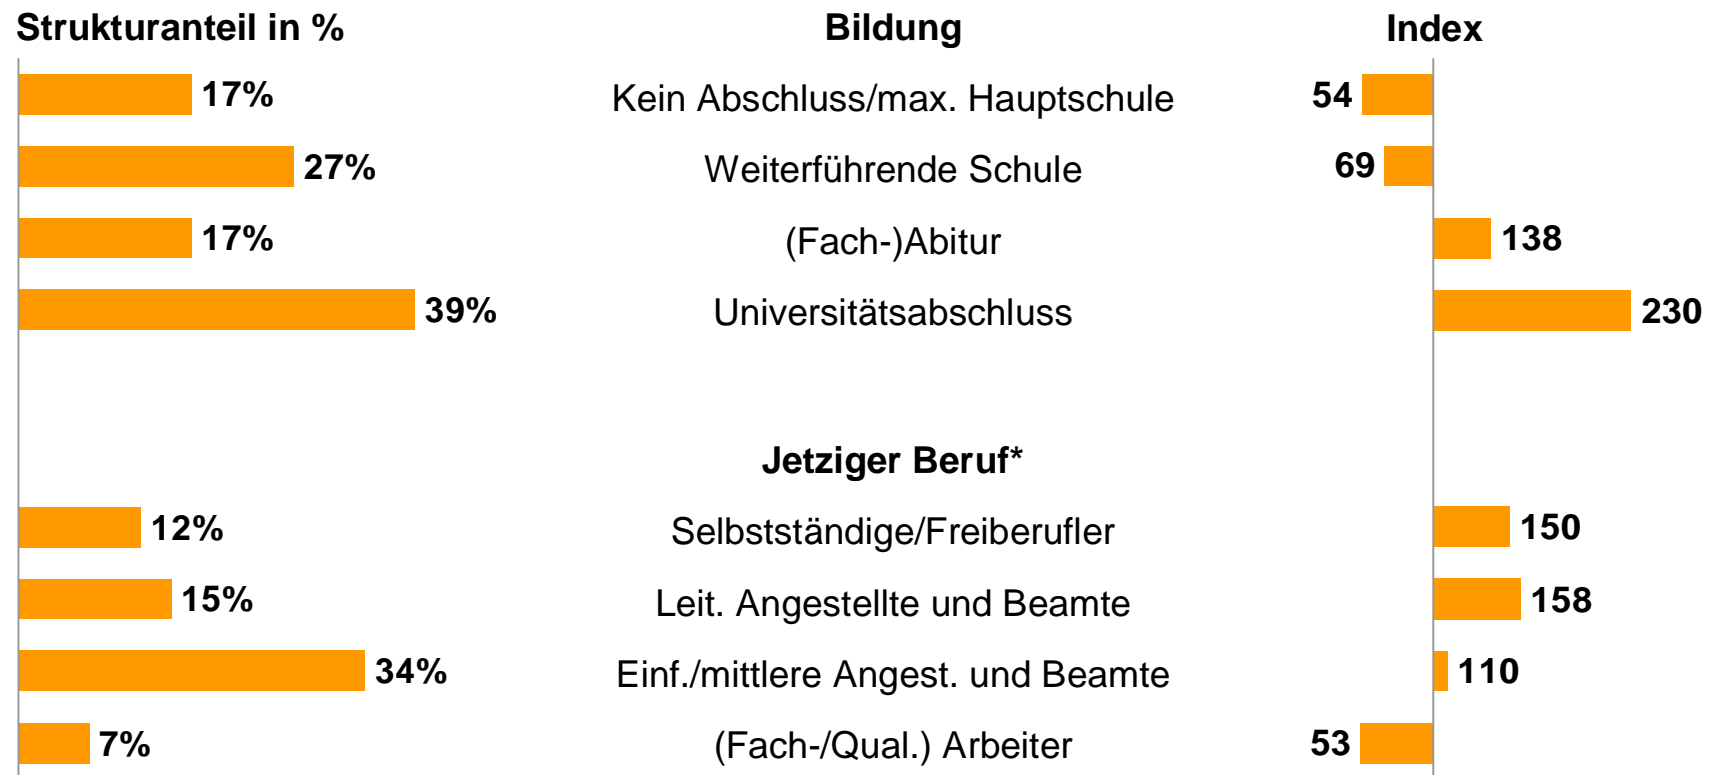 Strukturanteil in % Bildung Index
17% Kein Abschluss/max. Hauptschule 54
27% Weiterführende Schule 69
17% (Fach-)Abitur 138
39% Universitätsabschluss 230
Jetziger Beruf*
12% Selbstständige/Freiberufler 150
15% Leit. Angestellte und Beamte 158
34% Einf./mittlere Angest. und Beamte 110
7% (Fach-/Qual.) Arbeiter 53